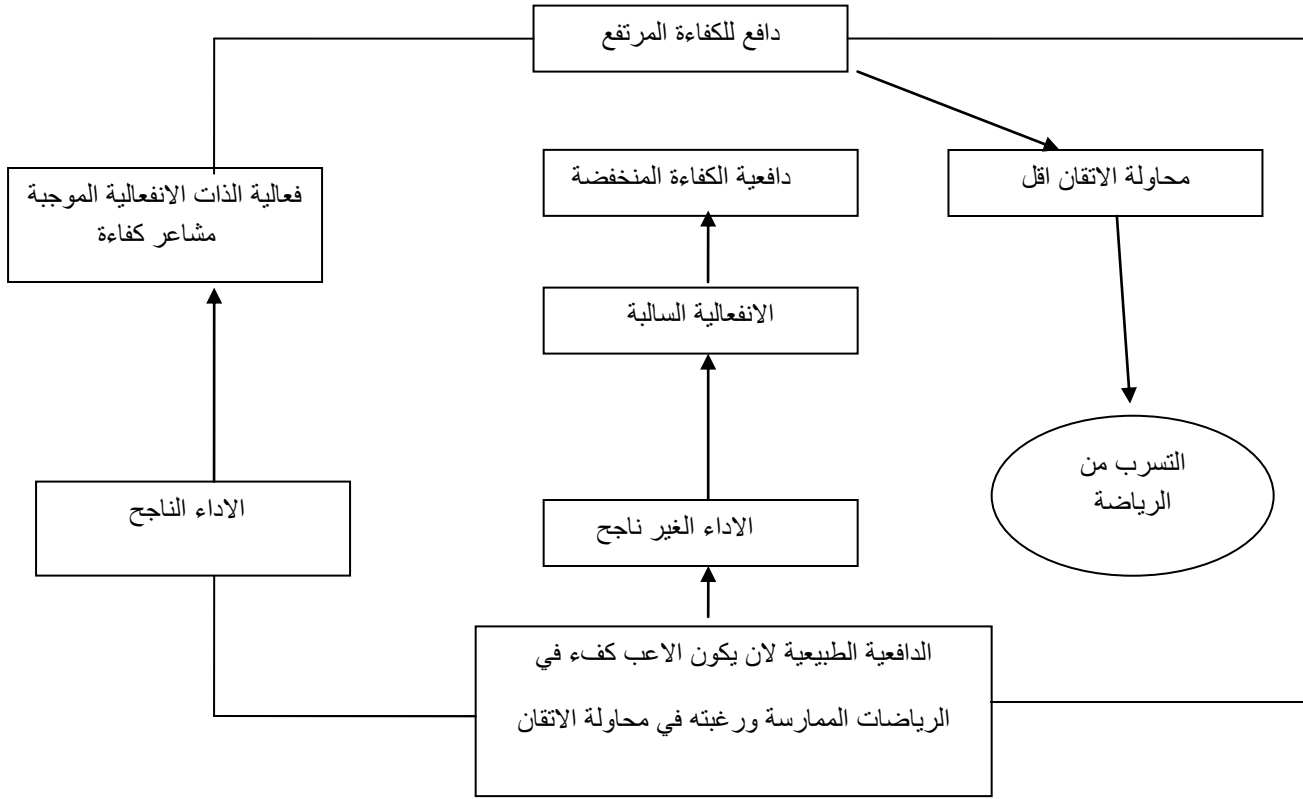 دافع للكفاءة المرتفع
محاولة الاتقان اقل
دافعية الكفاءة المنخفضة
فعالية الذات الانفعالية الموجبة
مشاعر كفاءة
الانفعالية السالبة
التسرب من
الرياضة
الاداء الناجح
الاداء الغير ناجح
الدافعية الطبيعية لان يكون الاعب كفء في
الرياضات الممارسة ورغبته في محاولة الاتقان